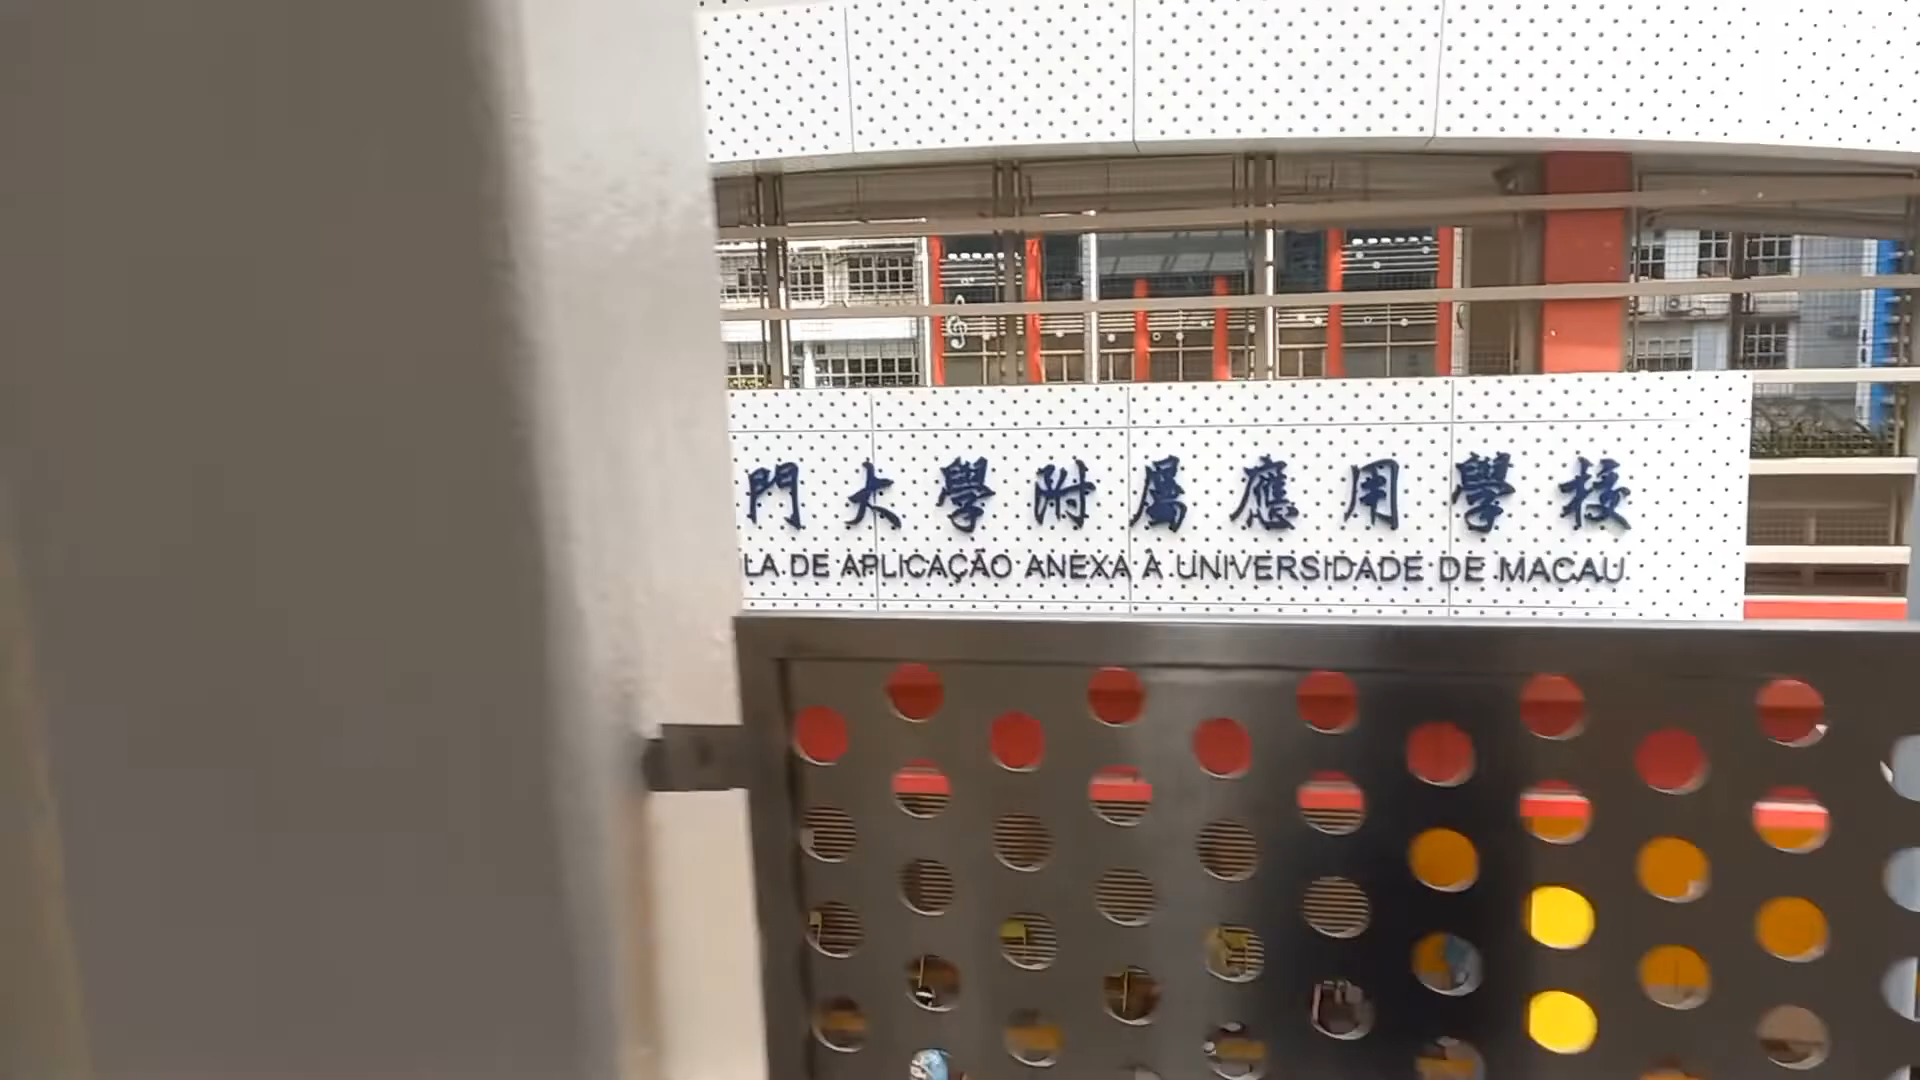 門大學附屬應用學校
LA DE APLICAÇÃO ANEXA À UNIVERSIDADE DE MACAU